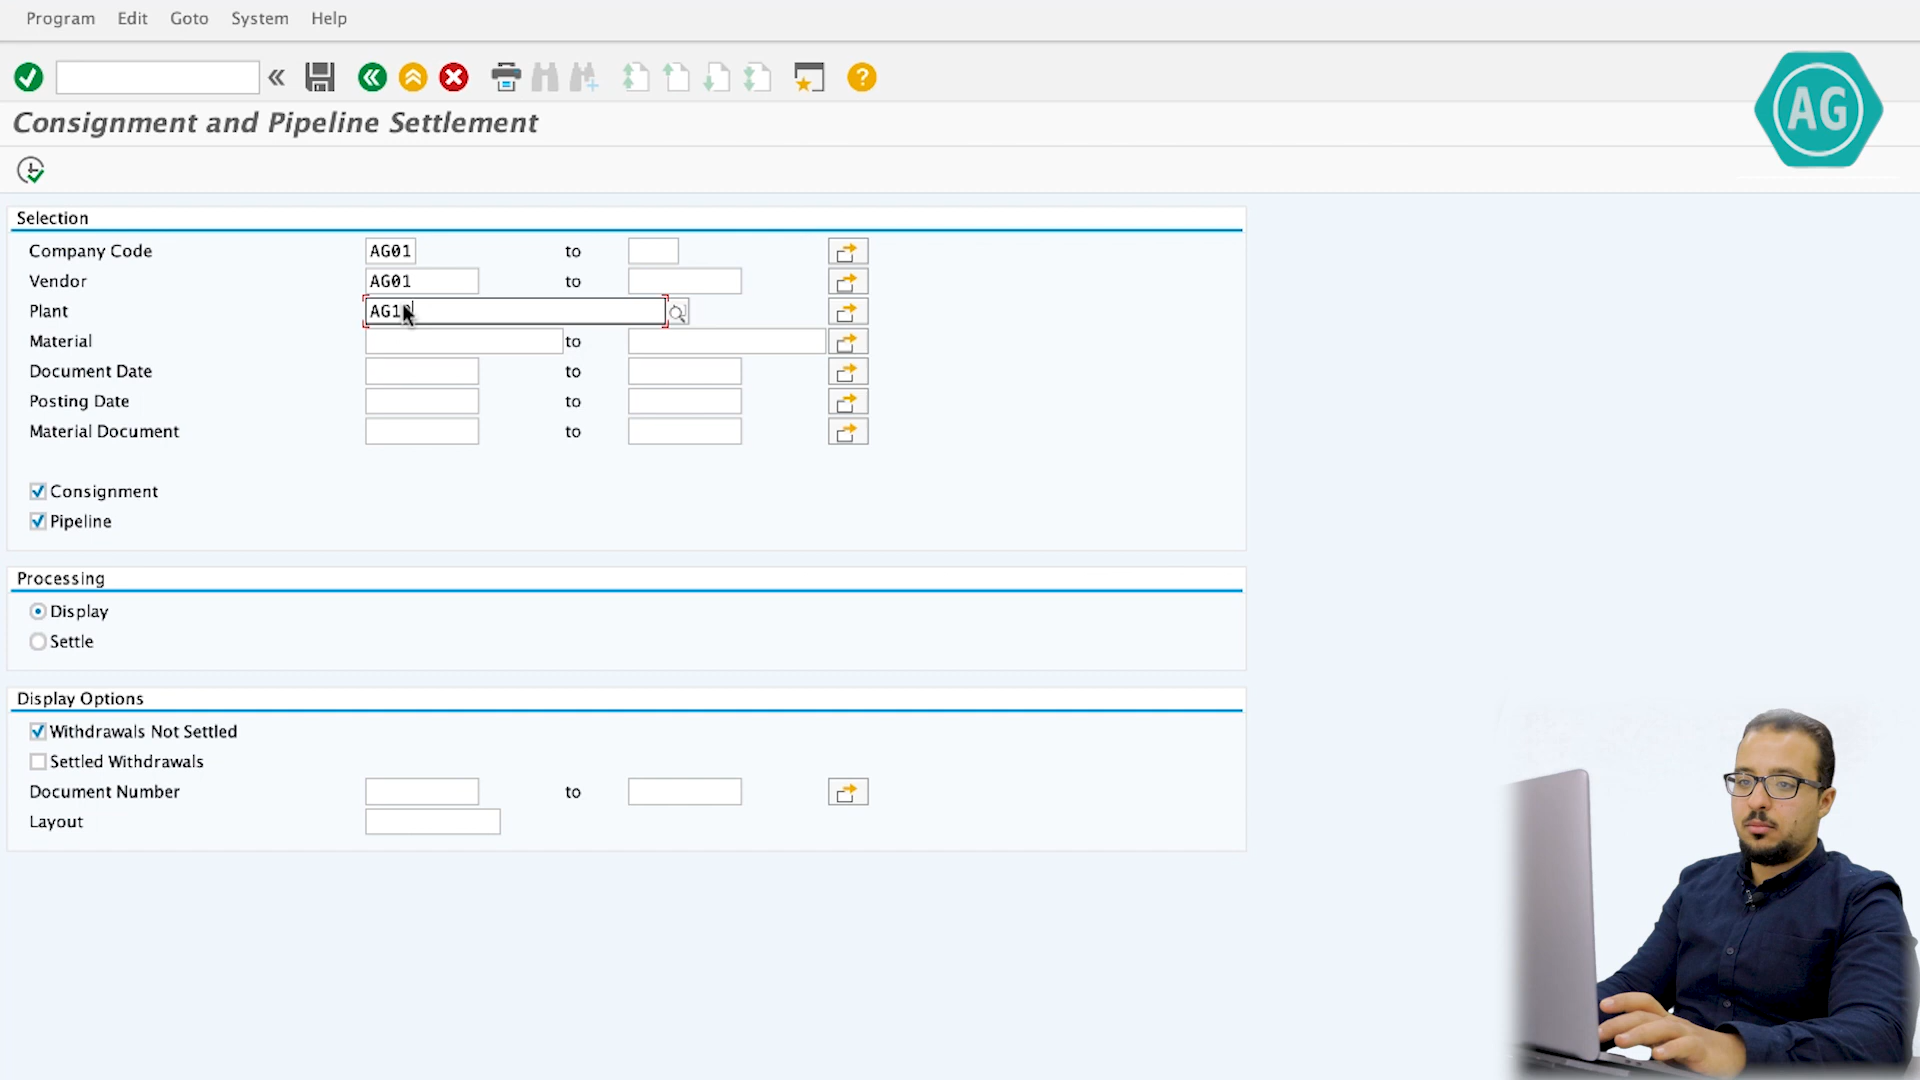 Program Edit Goto System Help
Consignment and Pipeline Settlement
AG
Selection
Company Code AG01 to
Vendor AG01 to
Plant
Material to
Document Date to
Posting Date to
Material Document to
Consignment
Pipeline
Processing
Display
Settle
Display Options
Withdrawals Not Settled
Settled Withdrawals
Document Number to
Layout